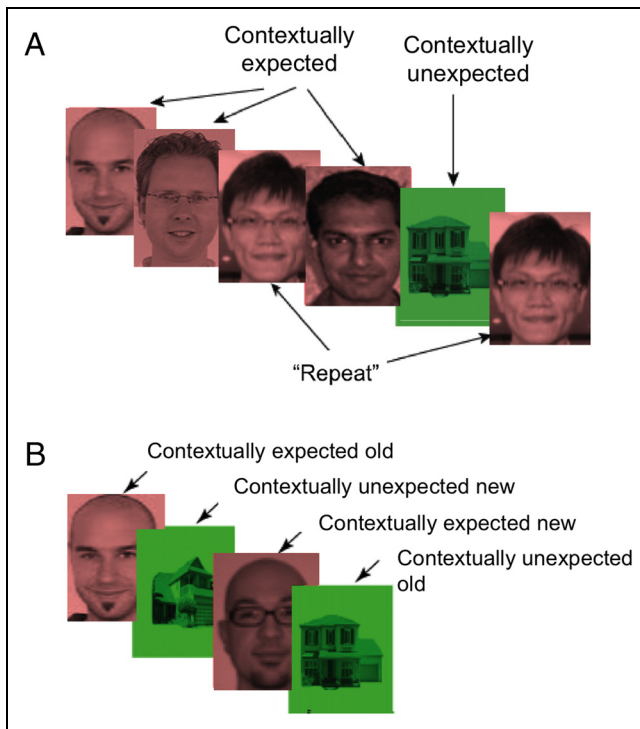 A
Contextually
expected
Contextually
unexpected
“Repeat”
B
Contextually expected old
Contextually unexpected new
Contextually expected new
Contextually unexpected
old